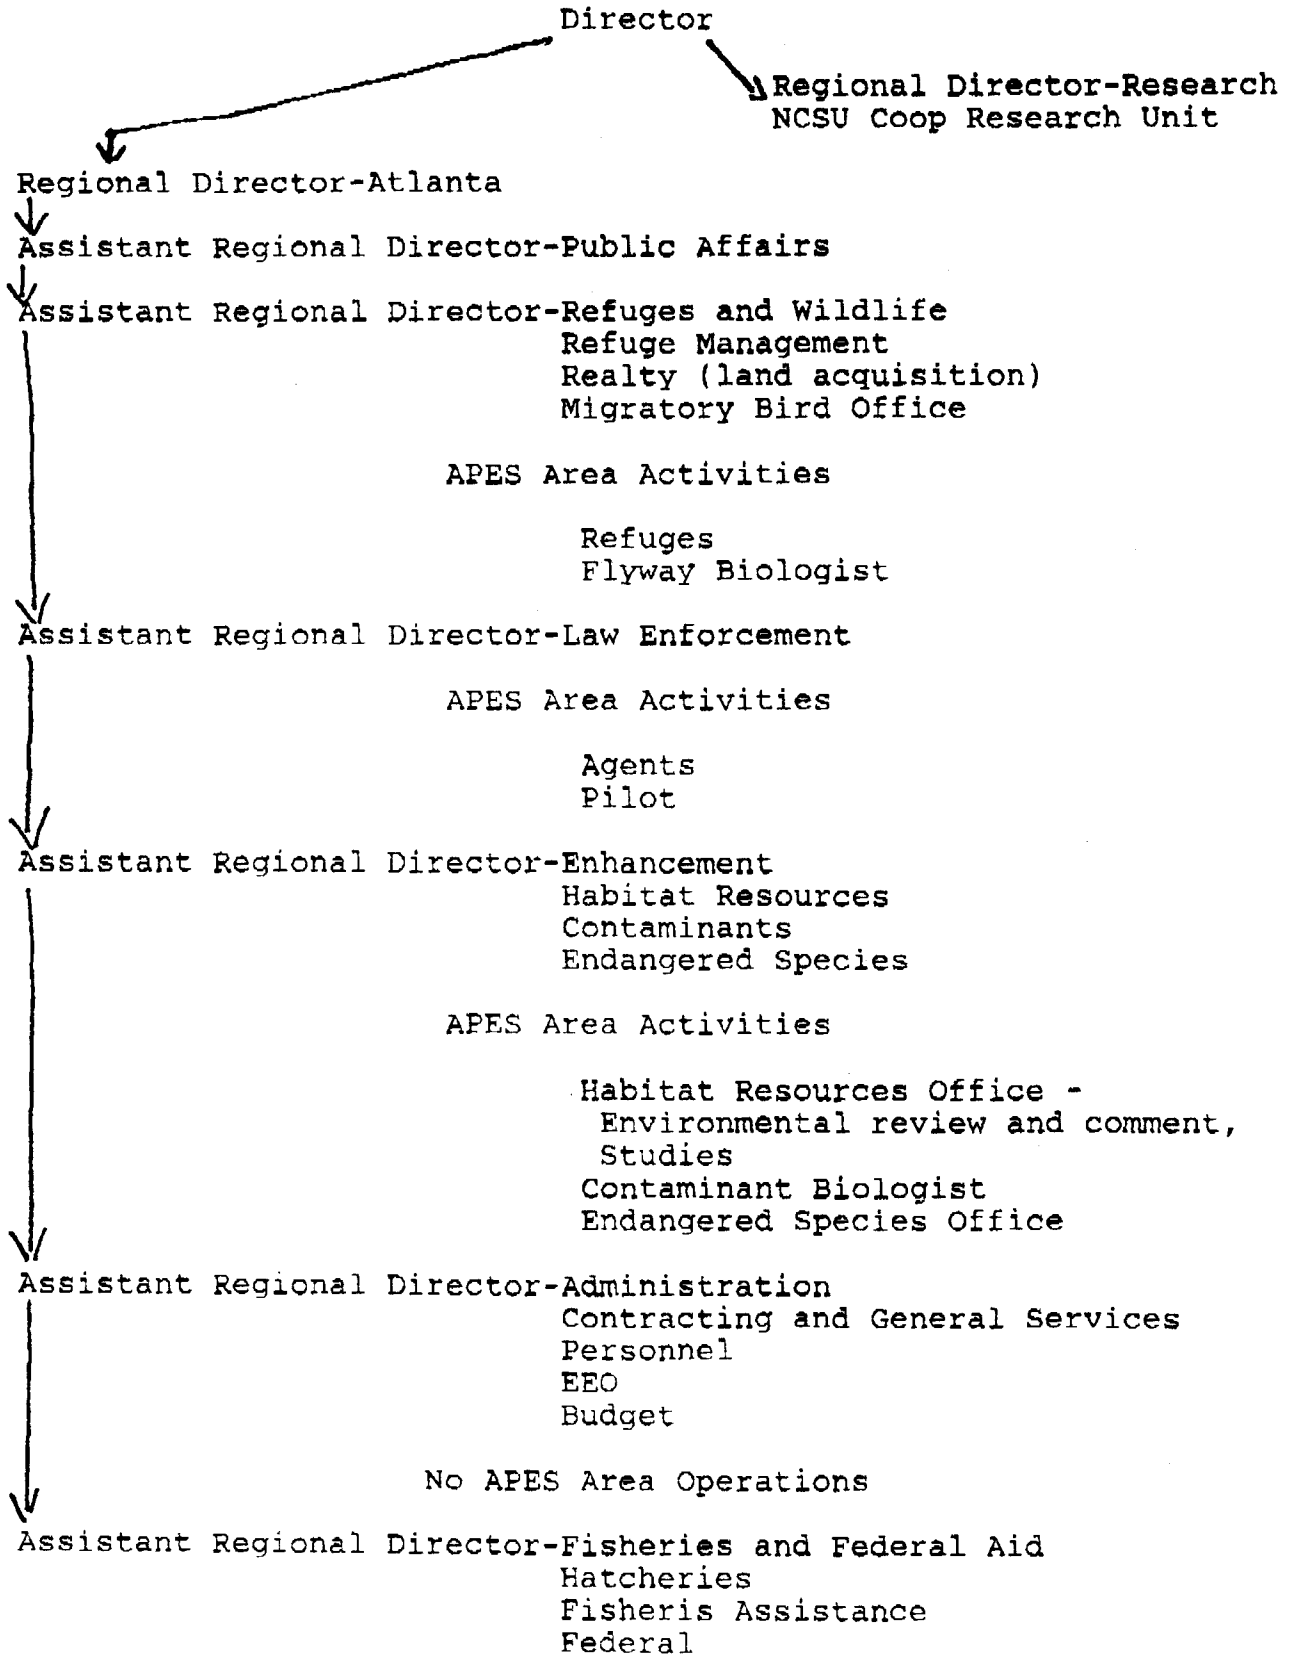 Director
Regional Director-Research
NCSU Coop Research Unit
Regional Director-Atlanta
Assistant Regional Director-Public Affairs
Assistant Regional Director-Refuges and Wildlife
Refuge Management
Realty (land acquisition)
Migratory Bird Office
APES Area Activities
Refuges
Flyway Biologist
Assistant Regional Director-Law Enforcement
APES Area Activities
Agents
Pilot
Assistant Regional Director-Enhancement
Habitat Resources
Contaminants
Endangered Species
APES Area Activities
Habitat Resources Office -
Environmental review and comment,
Studies
Contaminant Biologist
Endangered Species Office
Assistant Regional Director-Administration
Contracting and General Services
Personnel
EEO
Budget
No APES Area Operations
Assistant Regional Director-Fisheries and Federal Aid
Hatcheries
Fisheris Assistance
Federal